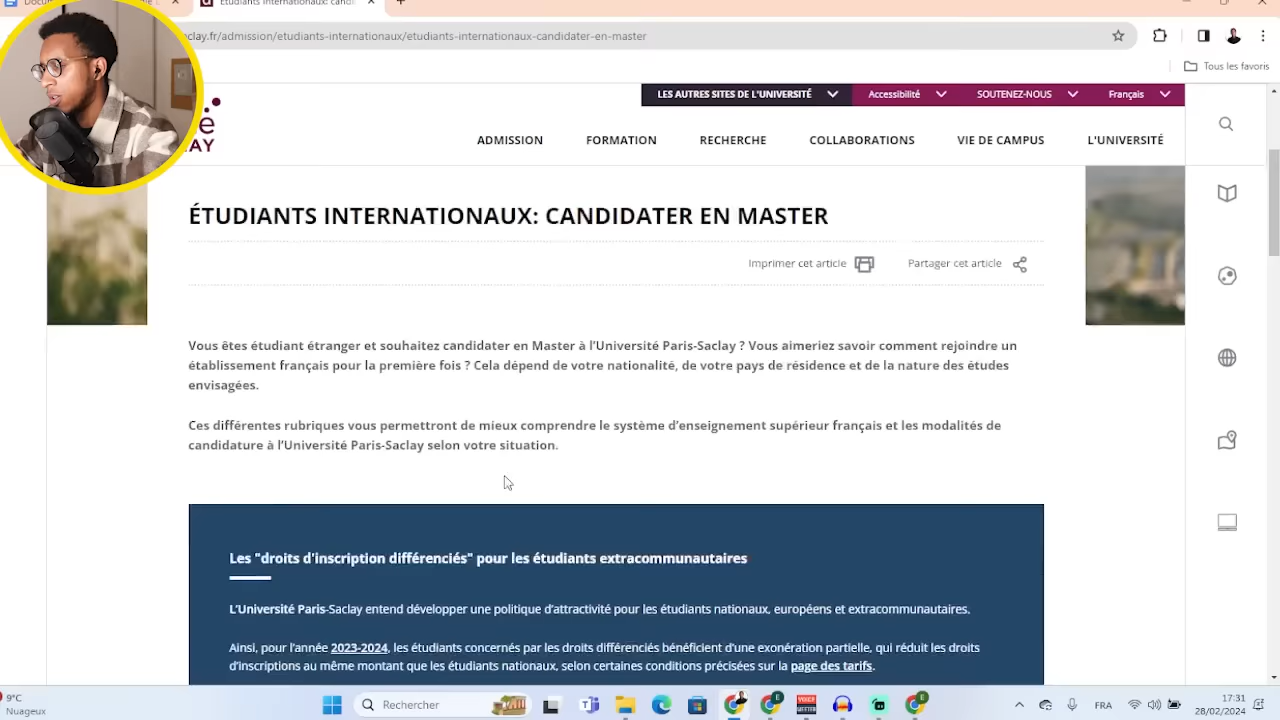 Étudiants internationaux: candi
clay.fr/admission/etudiants-internationaux/etudiants-internationaux-candidater-en-master
Tous les favoris
LES AUTRES SITES DE L'UNIVERSITÉ
Accessibilité
SOUTENEZ-NOUS
Français
ADMISSION
FORMATION
RECHERCHE
COLLABORATIONS
VIE DE CAMPUS
L'UNIVERSITÉ
ÉTUDIANTS INTERNATIONAUX: CANDIDATER EN MASTER
Imprimer cet article
Partager cet article
Vous êtes étudiant étranger et souhaitez candidater en Master à l'Université Paris-Saclay ? Vous aimeriez savoir comment rejoindre un
établissement français pour la première fois ? Cela dépend de votre nationalité, de votre pays de résidence et de la nature des études
envisagées.
Ces différentes rubriques vous permettront de mieux comprendre le système d'enseignement supérieur français et les modalités de
candidature à l'Université Paris-Saclay selon votre situation.
Les "droits d'inscription différenciés" pour les étudiants extracommunautaires
L'Université Paris-Saclay entend développer une politique d'attractivité pour les étudiants nationaux, européens et extracommunautaires.
Ainsi, pour l'année 2023-2024, les étudiants concernés par les droits différenciés bénéficient d'une exonération partielle, qui réduit les droits
d'inscriptions au même montant que les étudiants nationaux, selon certaines conditions précisées sur la page des tarifs.
9°C
Nuageux
Rechercher
FRA
17:31
28/02/2024